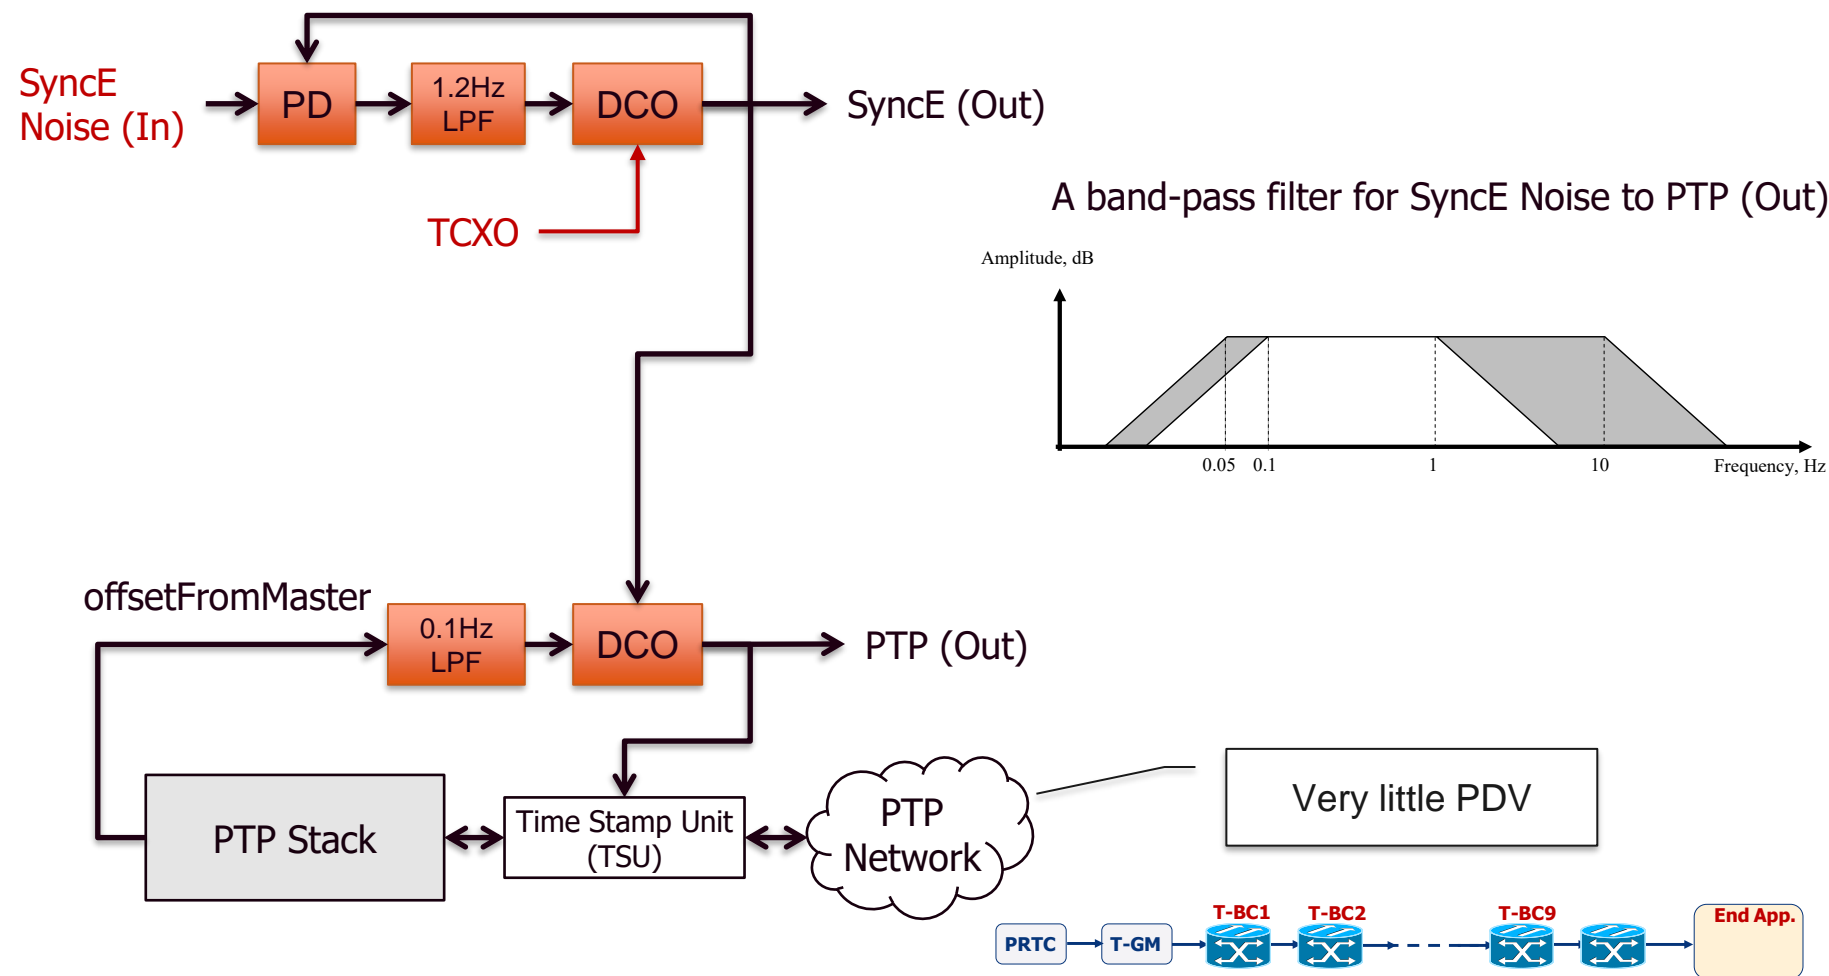 SyncE
Noise (In)
PD
1.2Hz
LPF
DCO
SyncE (Out)
TCXO
A band-pass filter for SyncE Noise to PTP (Out)
Amplitude, dB
0.05
0.1
1
10
Frequency, Hz
offsetFromMaster
0.1Hz
LPF
DCO
PTP (Out)
PTP Stack
Time Stamp Unit
(TSU)
PTP
Network
Very little PDV
PRTC
T-GM
T-BC1
T-BC2
T-BC9
End App.